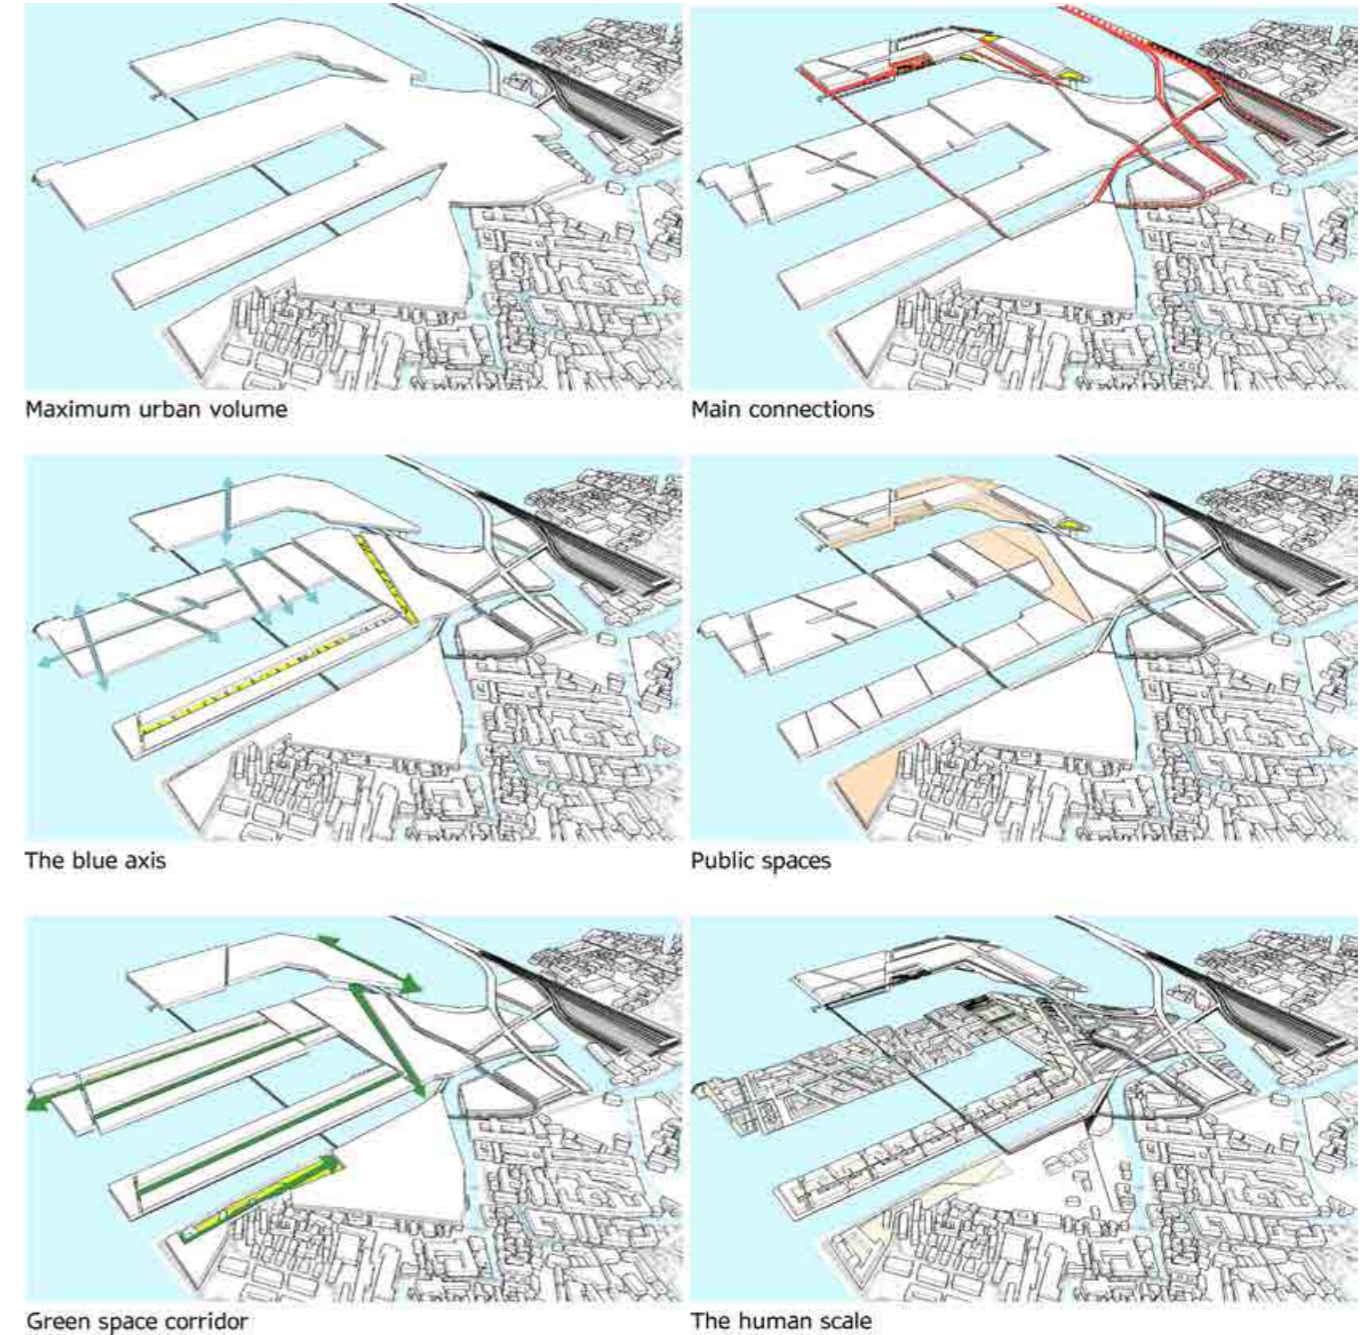 Maximum urban volume
Main connections
The blue axis
Public spaces
Green space corridor
The human scale